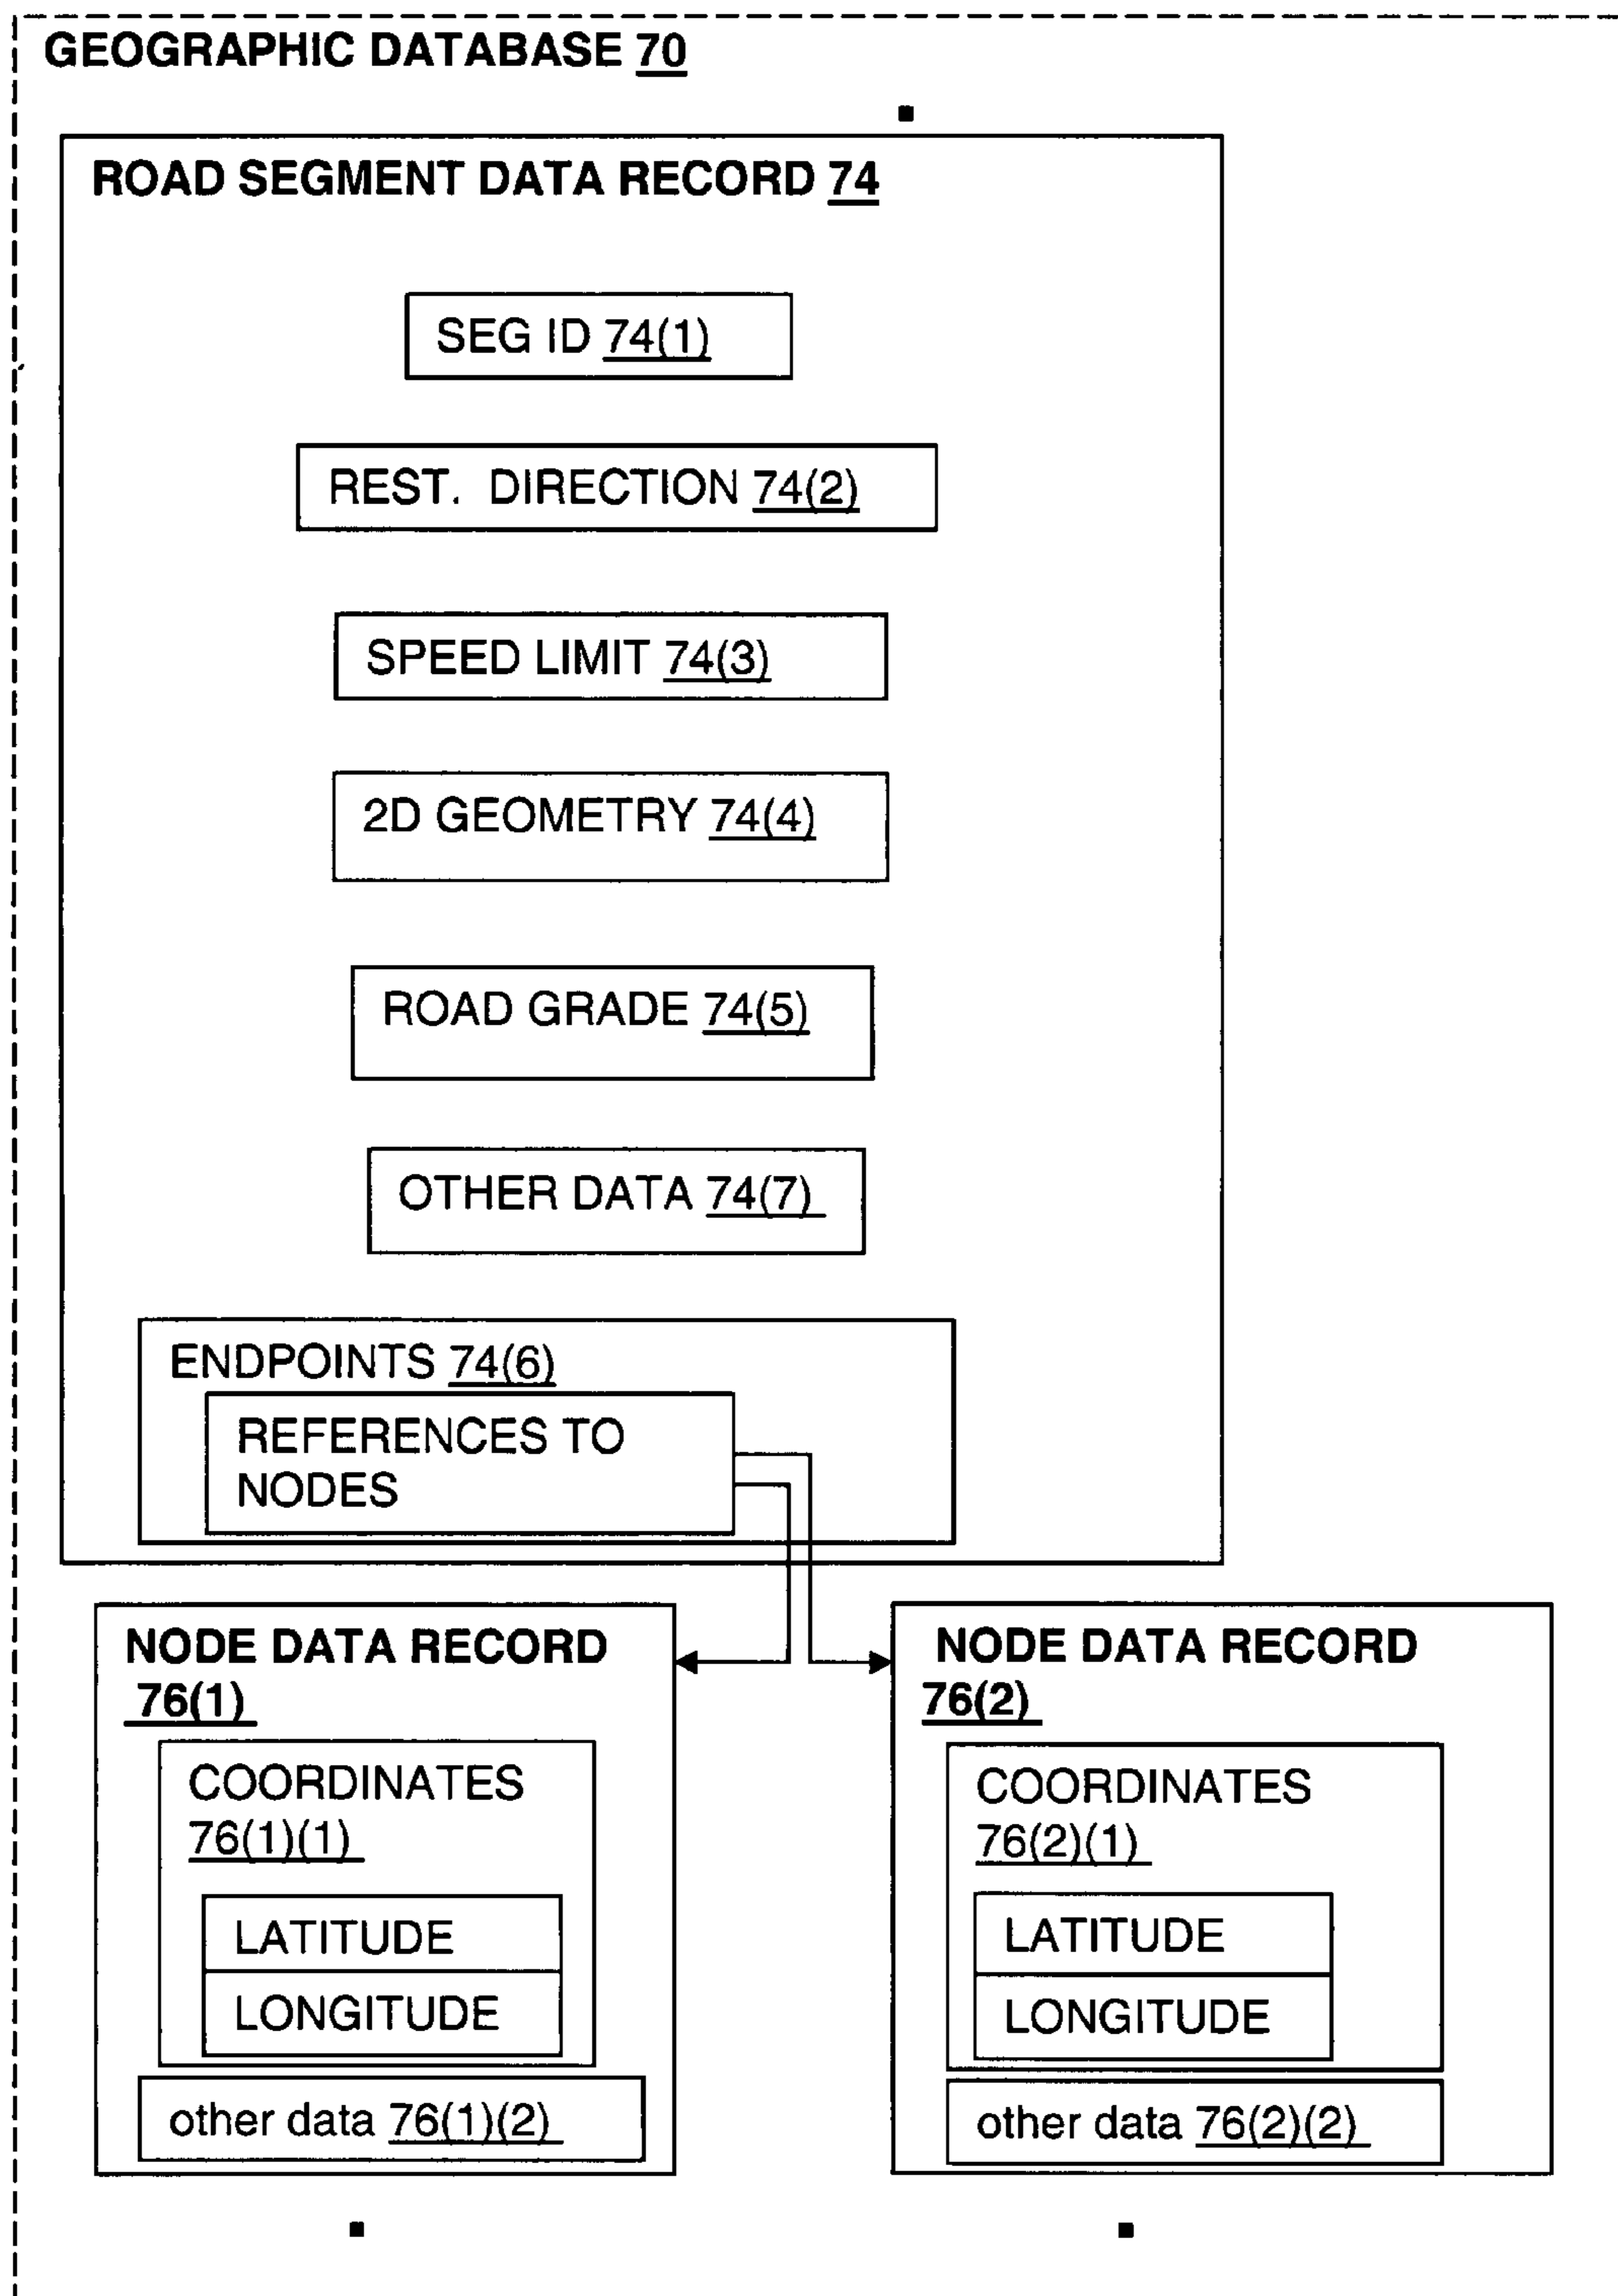 GEOGRAPHIC DATABASE 70
ROAD SEGMENT DATA RECORD 74
SEG ID 74(1)
REST. DIRECTION 74(2)
SPEED LIMIT 74(3)
2D GEOMETRY 74(4)
ROAD GRADE 74(5)
OTHER DATA 74(7)
ENDPOINTS 74(6)
REFERENCES TO
NODES
NODE DATA RECORD
76(1)
COORDINATES
76(1)(1)
LATITUDE
LONGITUDE
other data 76(1)(2)
NODE DATA RECORD
76(2)
COORDINATES
76(2)(1)
LATITUDE
LONGITUDE
other data 76(2)(2)